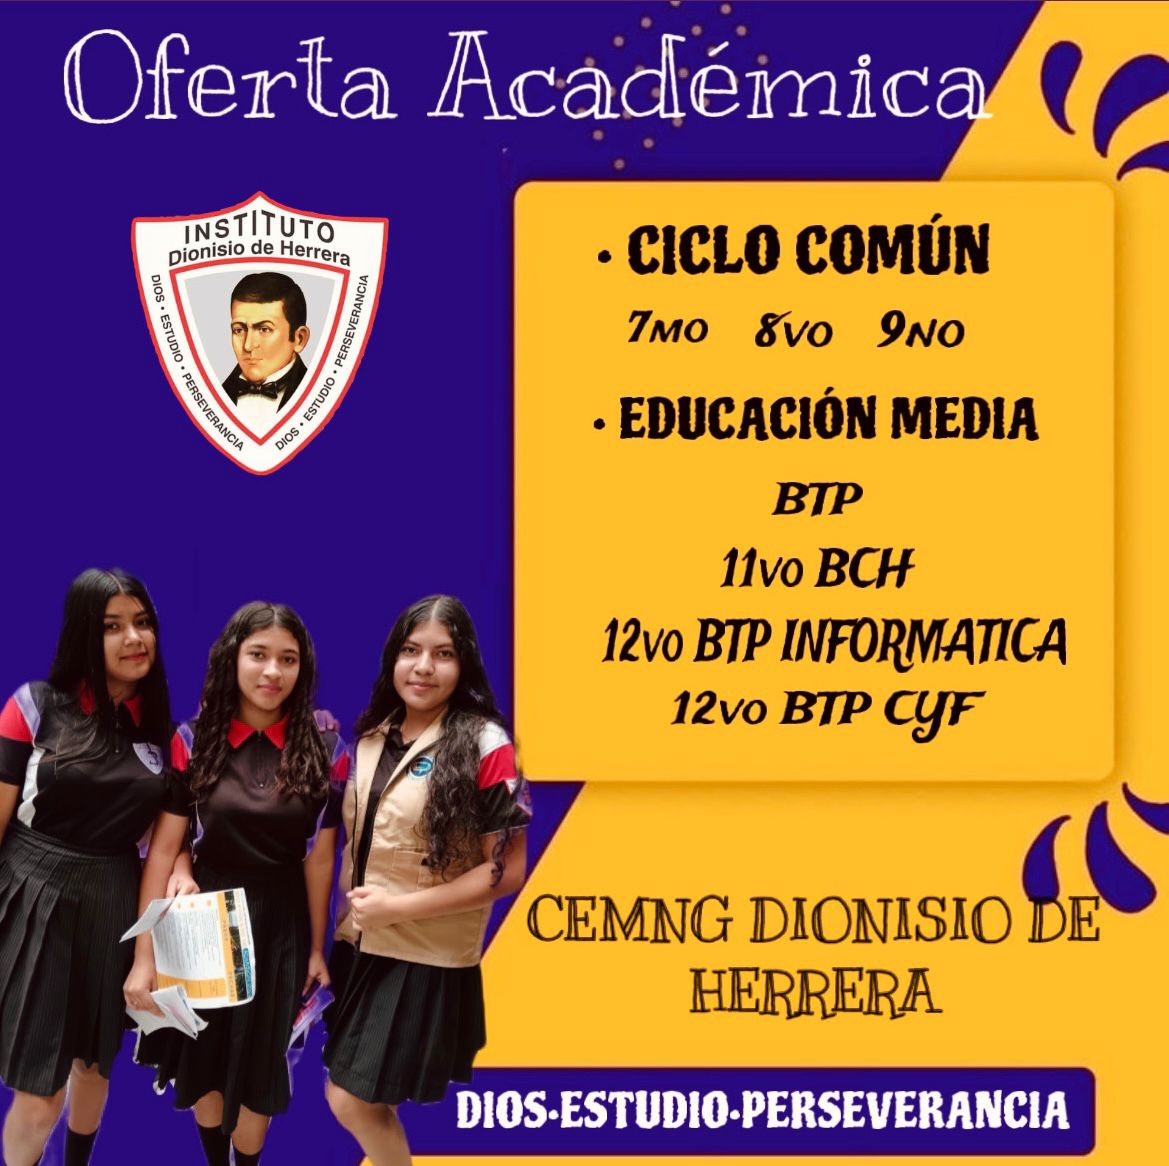 Oferta Académica
INSTITUTO
Dionisio de Herrera
DIOS • ESTUDIO • PERSEVERANCIA
DIOS • ESTUDIO • PERSEVERANCIA
• CICLO COMÚN
7MO 8VO 9NO
• EDUCACIÓN MEDIA
BTP
11VO BCH
12VO BTP INFORMATICA
12VO BTP CYF
CEMNG DIONISIO DE
HERRERA
DIOS•ESTUDIO•PERSEVERANCIA